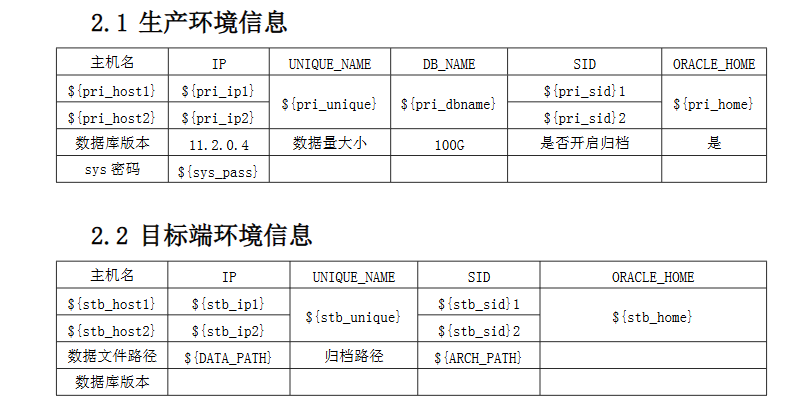 2.1 生产环境信息
主机名 IP UNIQUE_NAME DB_NAME SID ORACLE_HOME
${pri_host1} ${pri_ip1} ${pri_unique} ${pri_dbname} ${pri_sid}1 ${pri_home}
${pri_host2} ${pri_ip2} ${pri_sid}2
数据库版本 11.2.0.4 数据量大小 100G 是否开启归档 是
sys 密码 ${sys_pass}
2.2 目标端环境信息
主机名 IP UNIQUE_NAME SID ORACLE_HOME
${stb_host1} ${stb_ip1} ${stb_unique} ${stb_sid}1 ${stb_home}
${stb_host2} ${stb_ip2} ${stb_sid}2
数据文件路径 ${DATA_PATH} 归档路径 ${ARCH_PATH}
数据库版本